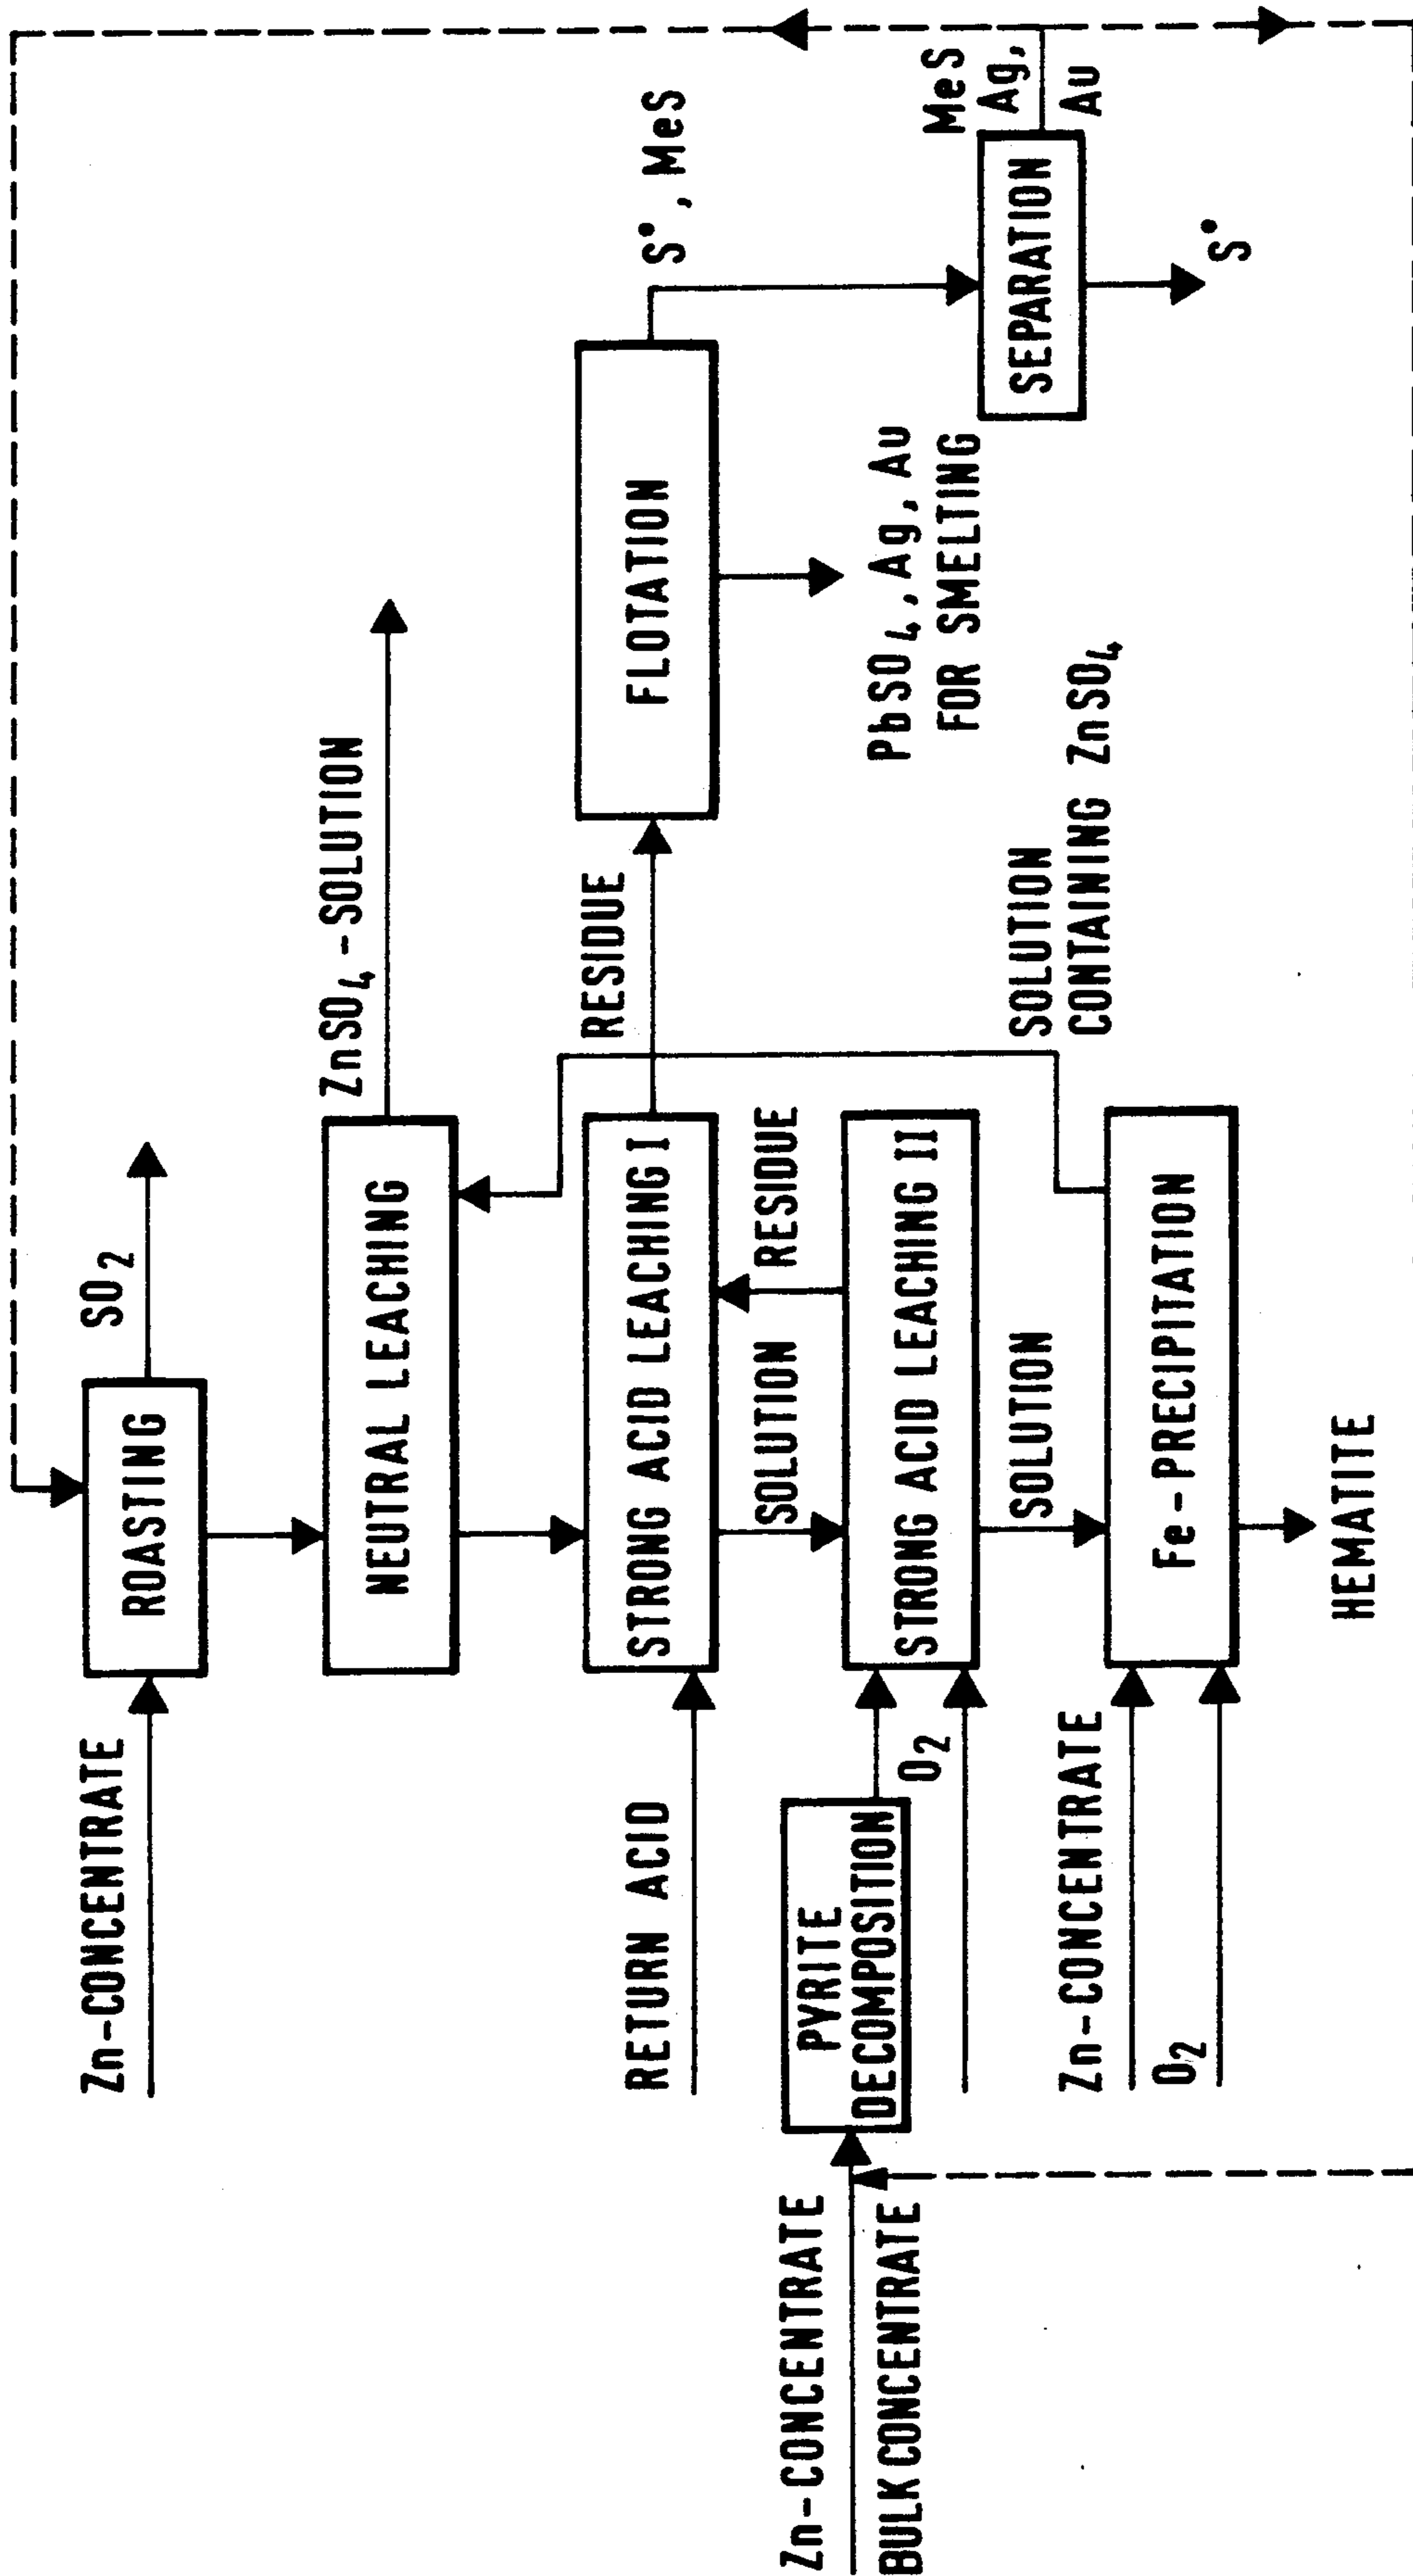 Zn-CONCENTRATE
ROASTING
SO2
NEUTRAL LEACHING
ZnSO4-SOLUTION
RETURN ACID
STRONG ACID LEACHING I
RESIDUE
FLOTATION
S°, MeS
PbSO4, Ag, Au
FOR SMELTING
SOLUTION
RESIDUE
Zn-CONCENTRATE
BULK CONCENTRATE
PYRITE
DECOMPOSITION
O2
STRONG ACID LEACHING II
SOLUTION
SOLUTION
CONTAINING ZnSO4
SEPARATION
MeS
Ag,
Au
S°
Zn-CONCENTRATE
O2
Fe-PRECIPITATION
HEMATITE